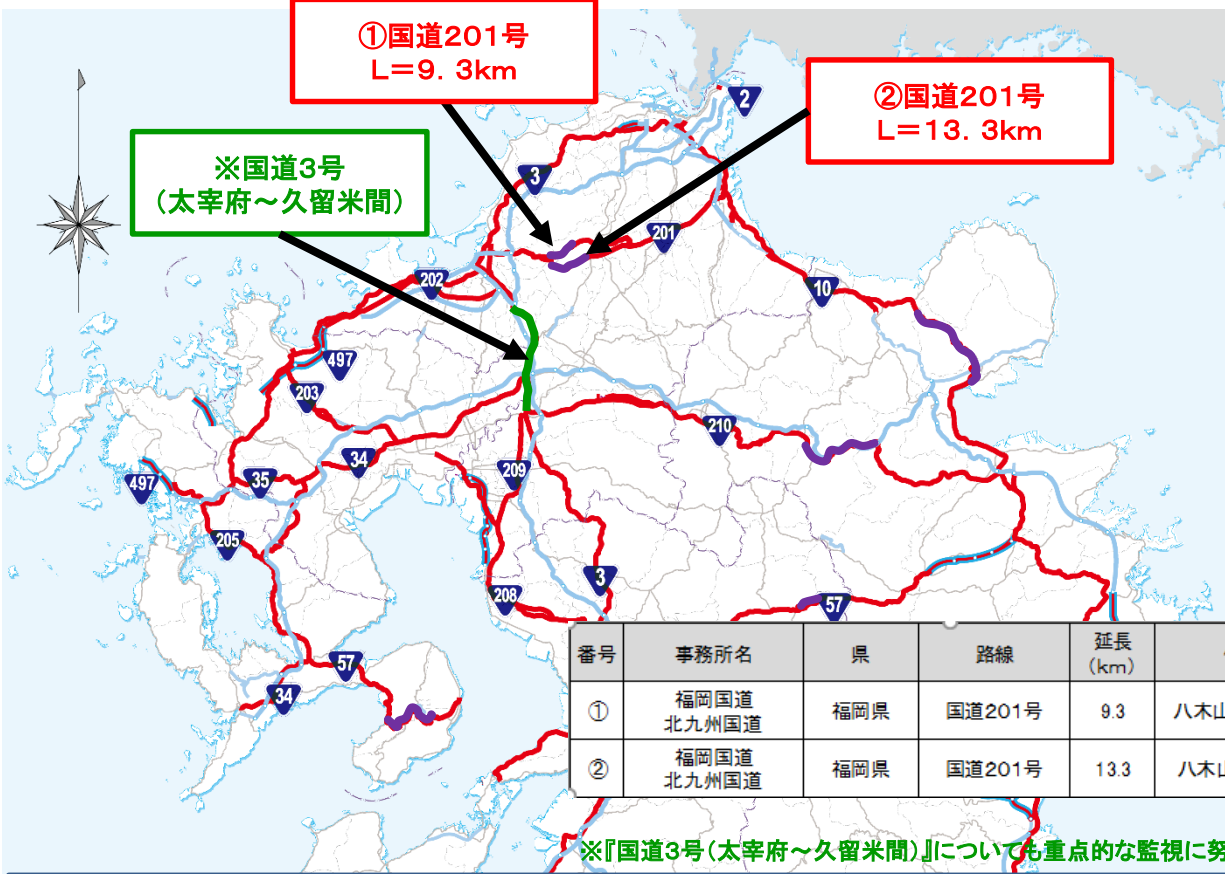 ①国道201号
L=9.3km
②国道201号
L=13.3km
※国道3号
(太宰府~久留米間)
2
3
201
202
10
497
203
210
34
209
35
497
205
3
208
57
57
34
番号 事務所名 県 路線 延長(km)
① 福岡国道 北九州国道 福岡県 国道201号 9.3 八木山
② 福岡国道 北九州国道 福岡県 国道201号 13.3 八木山
※『国道3号(太宰府~久留米間)』についても重点的な監視に努